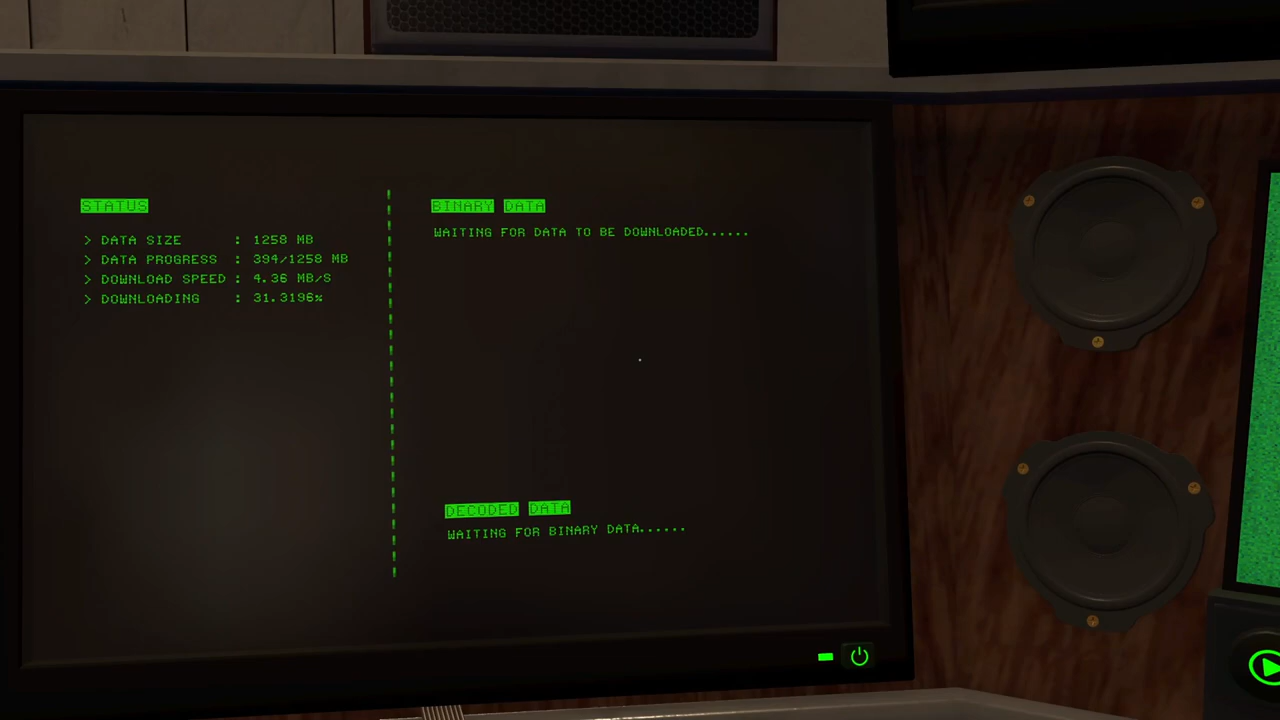 STATUS
> DATA SIZE : 1258 MB
> DATA PROGRESS : 394/1258 MB
> DOWNLOAD SPEED : 4.36 MB/S
> DOWNLOADING : 31.3196%
BINARY DATA
WAITING FOR DATA TO BE DOWNLOADED......
DECODED DATA
WAITING FOR BINARY DATA......